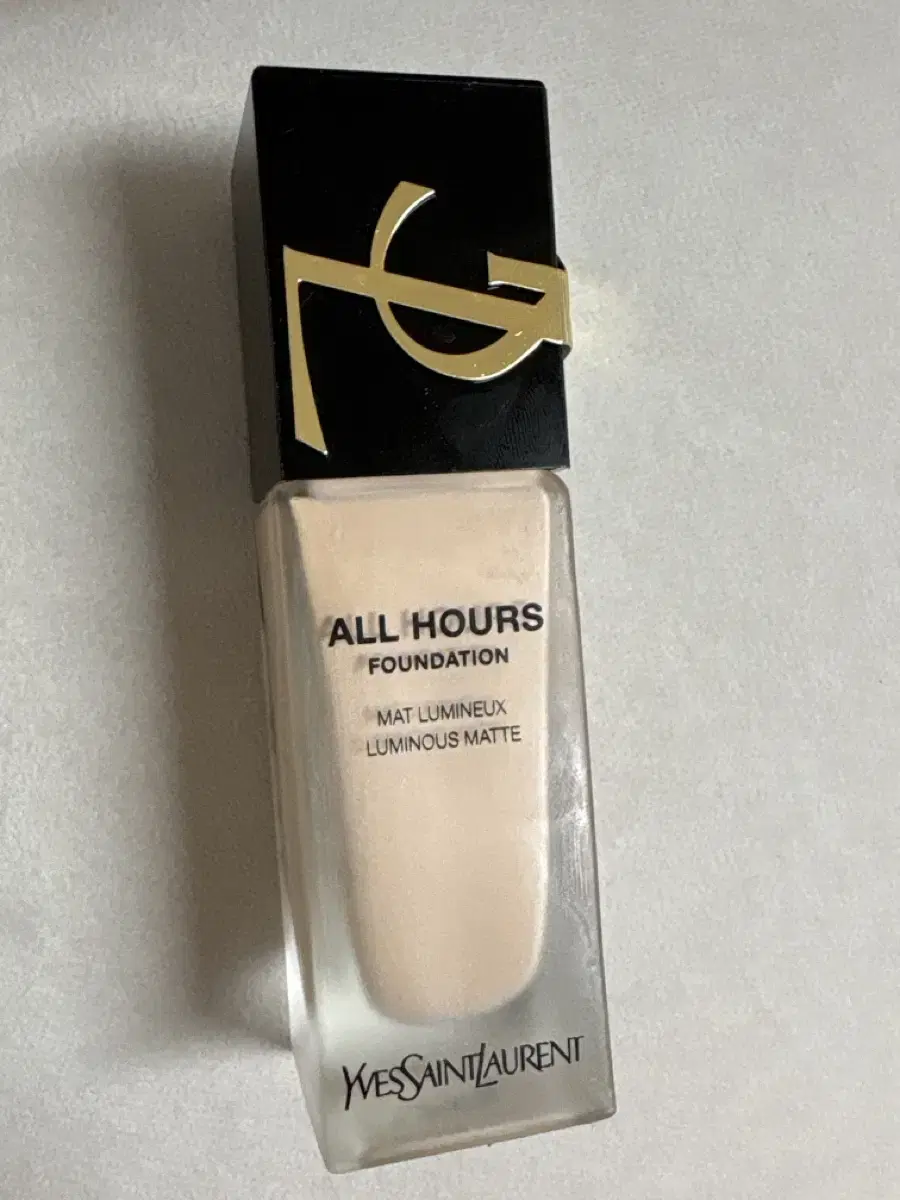 ALL HOURS
FOUNDATION
MAT LUMINEUX
LUMINOUS MATTE
YVESSAINTLAURENT